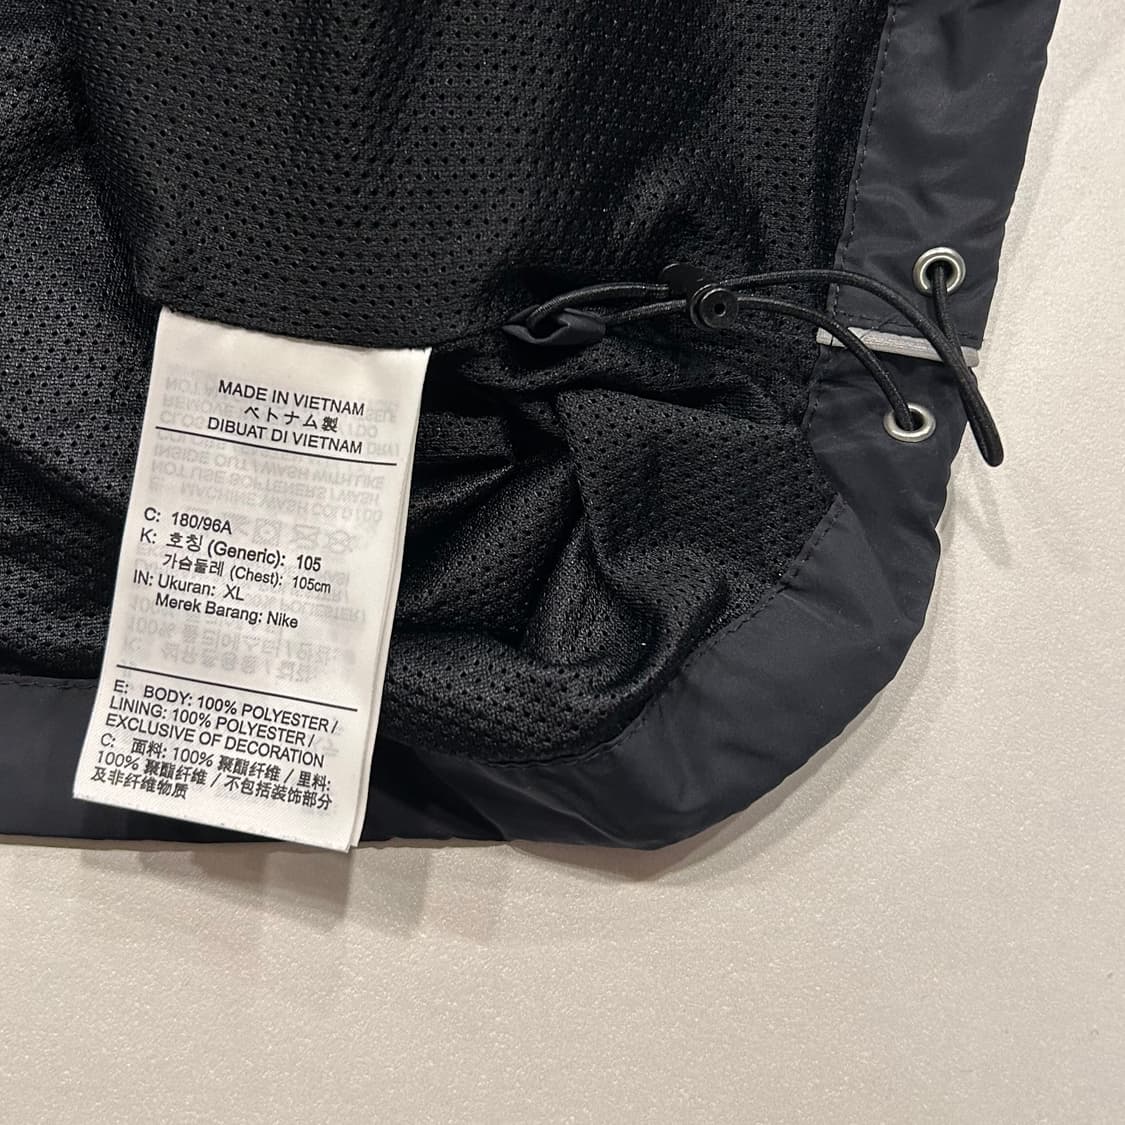 MADE IN VIETNAM
ベトナム製
DIBUAT DI VIETNAM
C: 180/96A
K: 호칭 (Generic): 105
가슴둘레 (Chest): 105cm
IN: Ukuran: XL
Merek Barang: Nike
E: BODY: 100% POLYESTER /
LINING: 100% POLYESTER /
EXCLUSIVE OF DECORATION
C: 面料: 100% 聚酯纤维 / 里料:
100% 聚酯纤维 / 不包括装饰部分
及非纤维物质